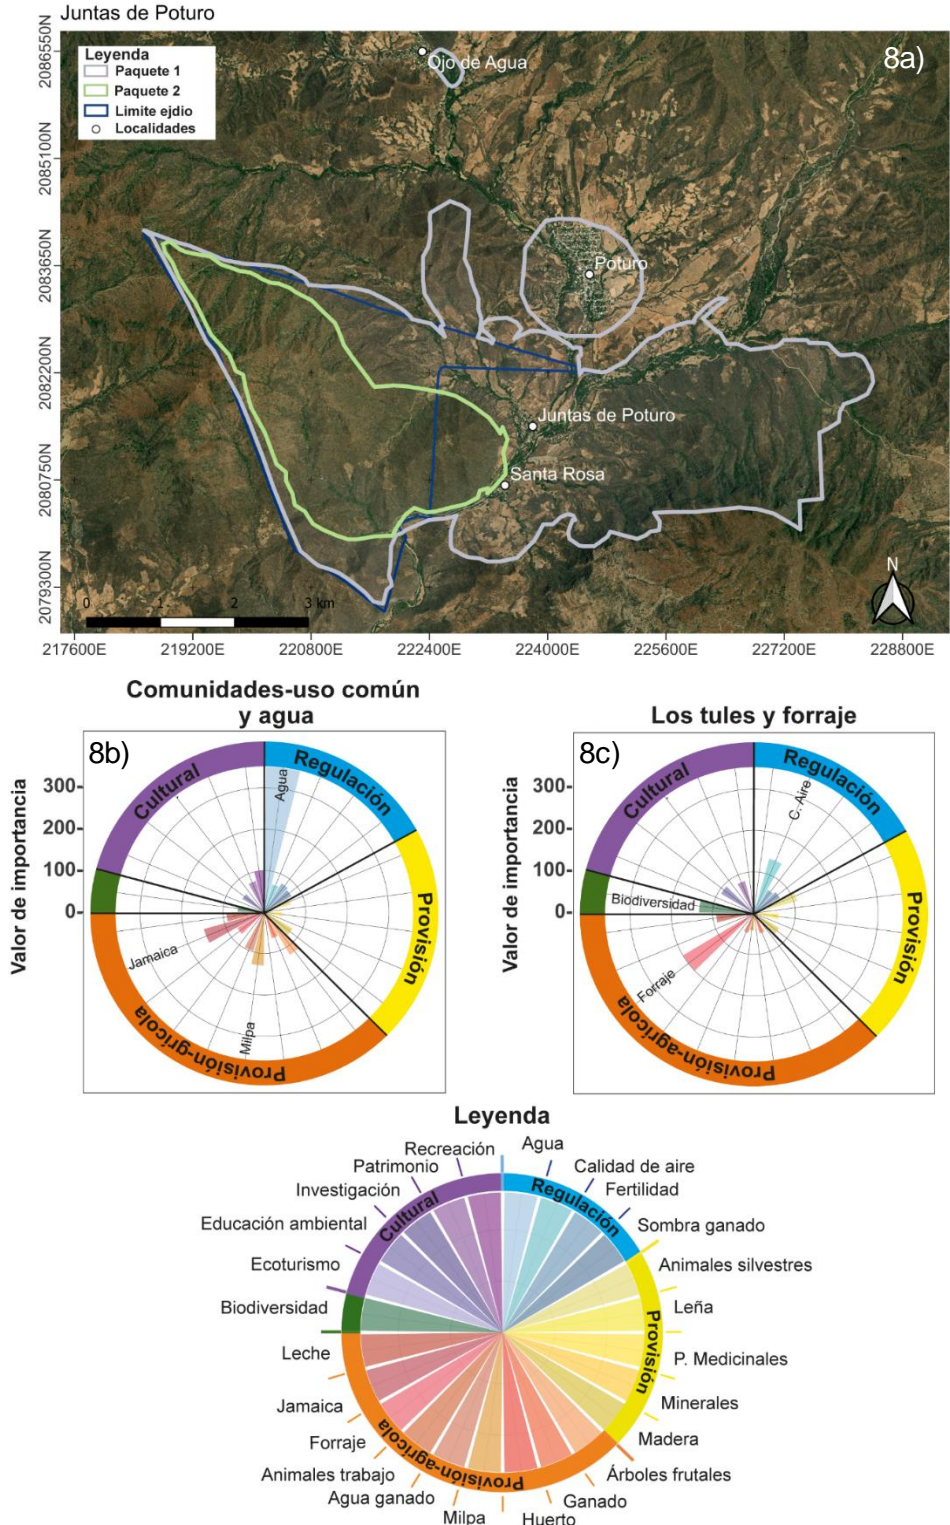 Juntas de Poturo
8a)
Leyenda
Paquete 1
Paquete 2
Limite ejdio
Localidades
Ojo de Agua
Poturo
Juntas de Poturo
Santa Rosa
2086550N
2085100N
2083650N
2082200N
2080750N
2079300N
0 1 2 3 km
N
217600E 219200E 220800E 222400E 224000E 225600E 227200E 228800E
Comunidades-uso común
y agua
8b)
Valor de importancia
300
200
100
0
Cultural
Regulación
Provisión
Provisión-agrícola
Agua
Jamaica
Milpa
Los tules y forraje
8c)
Valor de importancia
300
200
100
0
Cultural
Regulación
Provisión
Provisión-agrícola
C. Aire
Biodiversidad
Forraje
Leyenda
Cultural
Regulación
Provisión
Provisión-agrícola
Agua
Calidad de aire
Fertilidad
Sombra ganado
Animales silvestres
Leña
P. Medicinales
Minerales
Madera
Árboles frutales
Ganado
Huerto
Milpa
Agua ganado
Animales trabajo
Forraje
Jamaica
Leche
Biodiversidad
Ecoturismo
Educación ambiental
Investigación
Patrimonio
Recreación